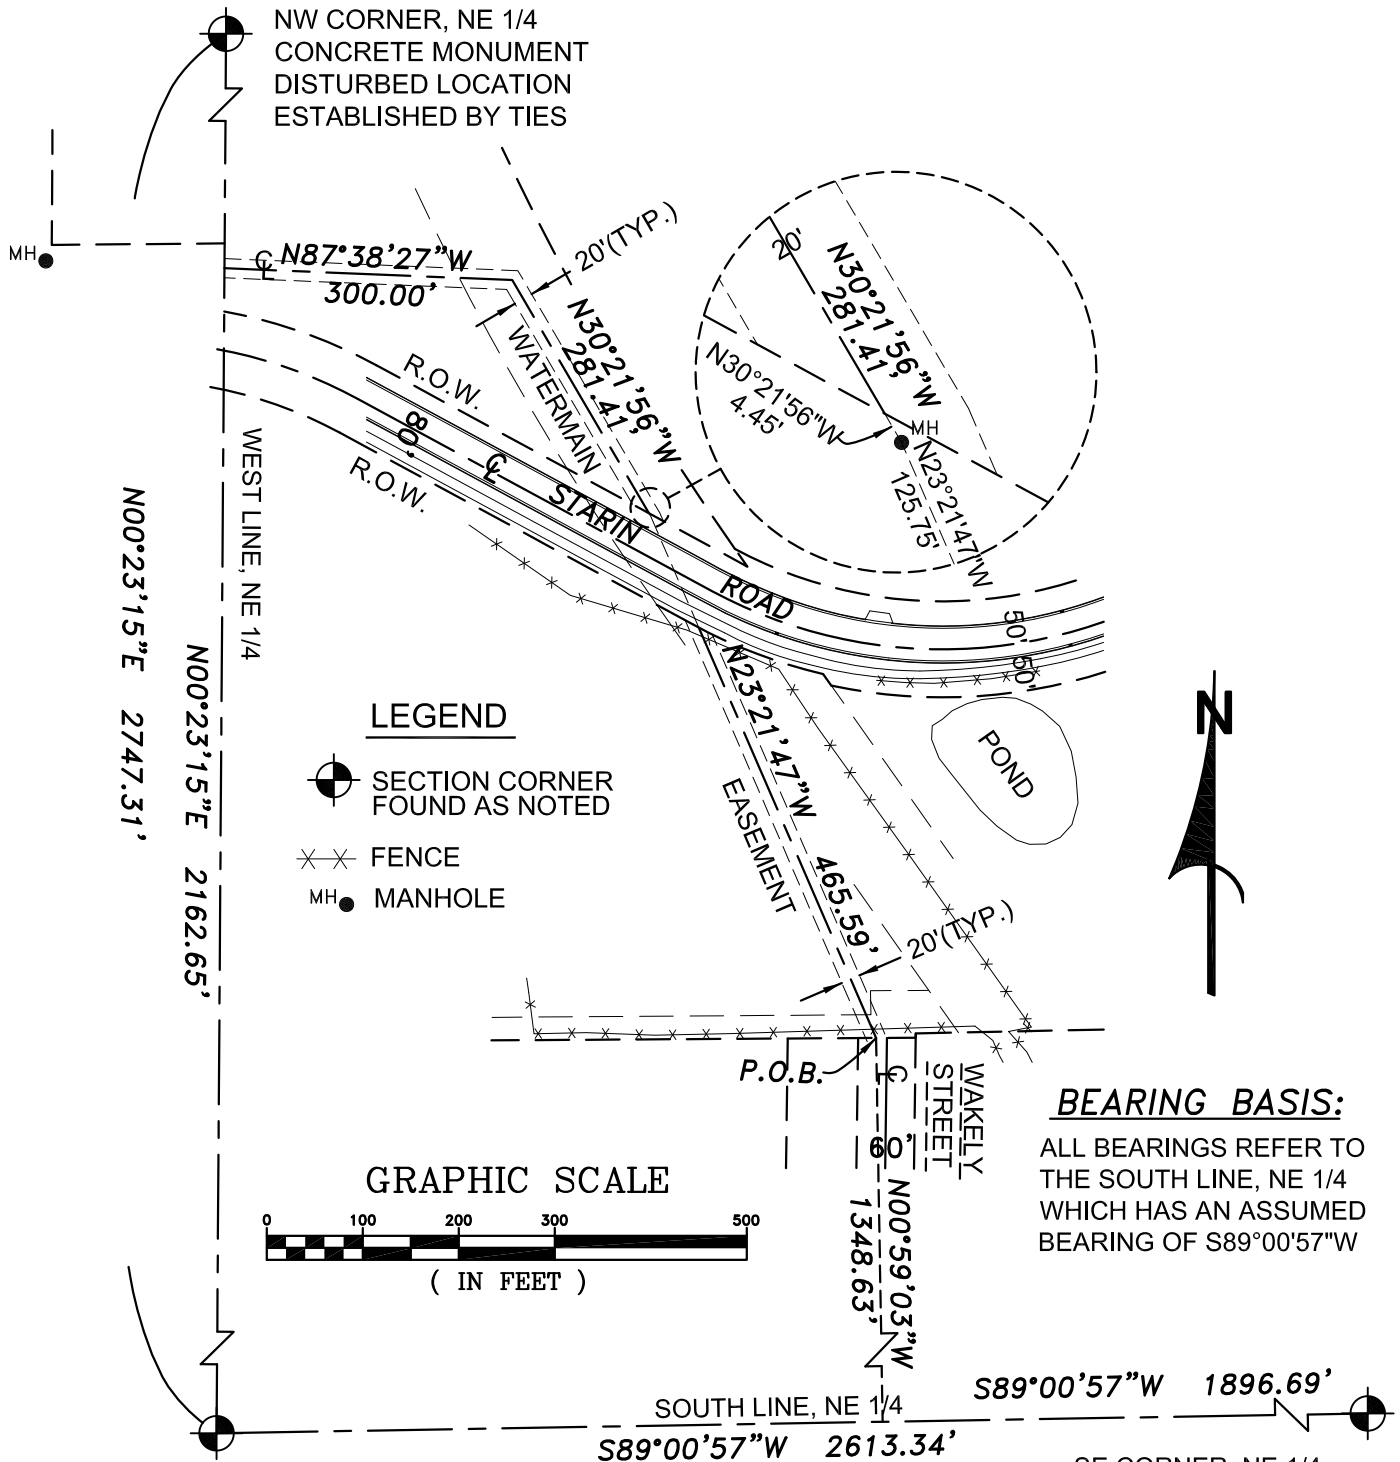 NW CORNER, NE 1/4
CONCRETE MONUMENT
DISTURBED LOCATION
ESTABLISHED BY TIES
MH
℄ N87°38'27"W
300.00'
20'(TYP.)
WATERMAIN
N30°21'56"W
281.41'
20'
N30°21'56"W
281.41'
N30°21'56"W
4.45'
MH
N23°21'47"W
125.75'
R.O.W.
80'
R.O.W.
℄ STARIN ROAD
50'
50'
WEST LINE, NE 1/4
N00°23'15"E 2747.31'
N00°23'15"E 2162.65'
LEGEND
SECTION CORNER
FOUND AS NOTED
FENCE
MH
MANHOLE
N23°21'47"W 465.59'
EASEMENT
POND
N
20'(TYP.)
P.O.B.
℄
60'
WAKELY
STREET
BEARING BASIS:
ALL BEARINGS REFER TO
THE SOUTH LINE, NE 1/4
WHICH HAS AN ASSUMED
BEARING OF S89°00'57"W
GRAPHIC SCALE
0 100 200 300 500
( IN FEET )
N00°59'03"W
1348.63'
S89°00'57"W 1896.69'
SOUTH LINE, NE 1/4
S89°00'57"W 2613.34'
SE CORNER, NE 1/4